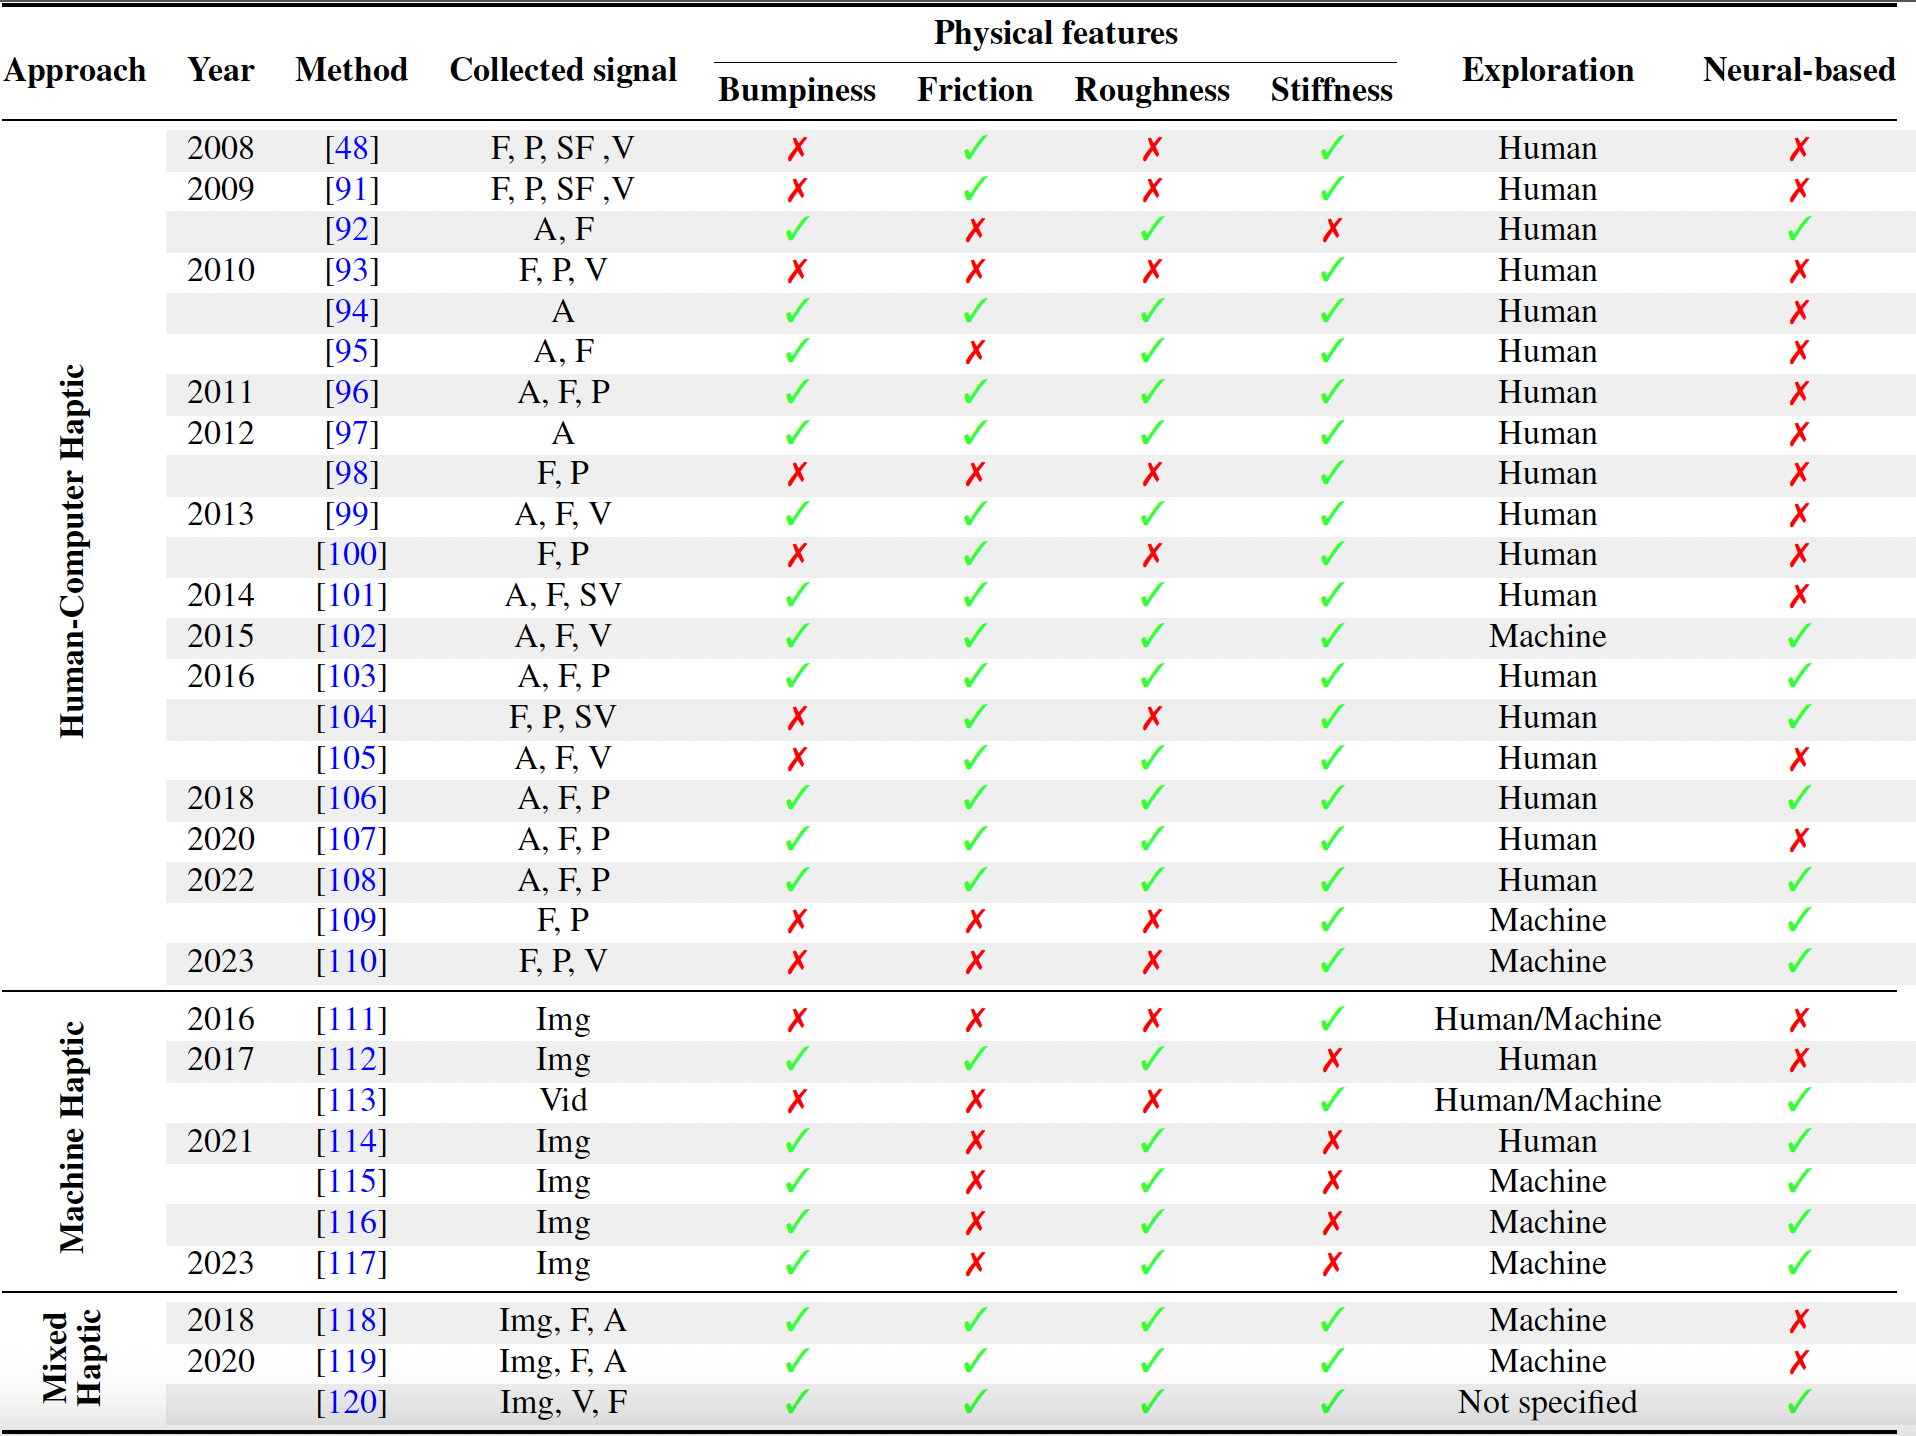 Physical features
Approach Year Method Collected signal Exploration Neural-based
Bumpiness Friction Roughness Stiffness
Human-Computer Haptic
2008 [48] F, P, SF ,V ✗ ✓ ✗ ✓ Human ✗
2009 [91] F, P, SF ,V ✗ ✓ ✗ ✓ Human ✗
[92] A, F ✓ ✗ ✓ ✗ Human ✓
2010 [93] F, P, V ✗ ✗ ✗ ✓ Human ✗
[94] A ✓ ✓ ✓ ✓ Human ✗
[95] A, F ✓ ✗ ✓ ✓ Human ✗
2011 [96] A, F, P ✓ ✓ ✓ ✓ Human ✗
2012 [97] A ✓ ✓ ✓ ✓ Human ✗
[98] F, P ✗ ✗ ✗ ✓ Human ✗
2013 [99] A, F, V ✓ ✓ ✓ ✓ Human ✗
[100] F, P ✗ ✓ ✗ ✓ Human ✗
2014 [101] A, F, SV ✓ ✓ ✓ ✓ Human ✗
2015 [102] A, F, V ✓ ✓ ✓ ✓ Machine ✓
2016 [103] A, F, P ✓ ✓ ✓ ✓ Human ✓
[104] F, P, SV ✗ ✓ ✗ ✓ Human ✓
[105] A, F, V ✗ ✓ ✓ ✓ Human ✗
2018 [106] A, F, P ✓ ✓ ✓ ✓ Human ✓
2020 [107] A, F, P ✓ ✓ ✓ ✓ Human ✗
2022 [108] A, F, P ✓ ✓ ✓ ✓ Human ✓
[109] F, P ✗ ✗ ✗ ✓ Machine ✓
2023 [110] F, P, V ✗ ✗ ✗ ✓ Machine ✓
Machine Haptic
2016 [111] Img ✗ ✗ ✗ ✓ Human/Machine ✗
2017 [112] Img ✓ ✓ ✓ ✗ Human ✗
[113] Vid ✗ ✗ ✗ ✓ Human/Machine ✓
2021 [114] Img ✓ ✗ ✓ ✗ Human ✓
[115] Img ✓ ✗ ✓ ✗ Machine ✓
[116] Img ✓ ✗ ✓ ✗ Machine ✓
2023 [117] Img ✓ ✗ ✓ ✗ Machine ✓
Mixed
Haptic
2018 [118] Img, F, A ✓ ✓ ✓ ✓ Machine ✗
2020 [119] Img, F, A ✓ ✓ ✓ ✓ Machine ✗
[120] Img, V, F ✓ ✓ ✓ ✓ Not specified ✓